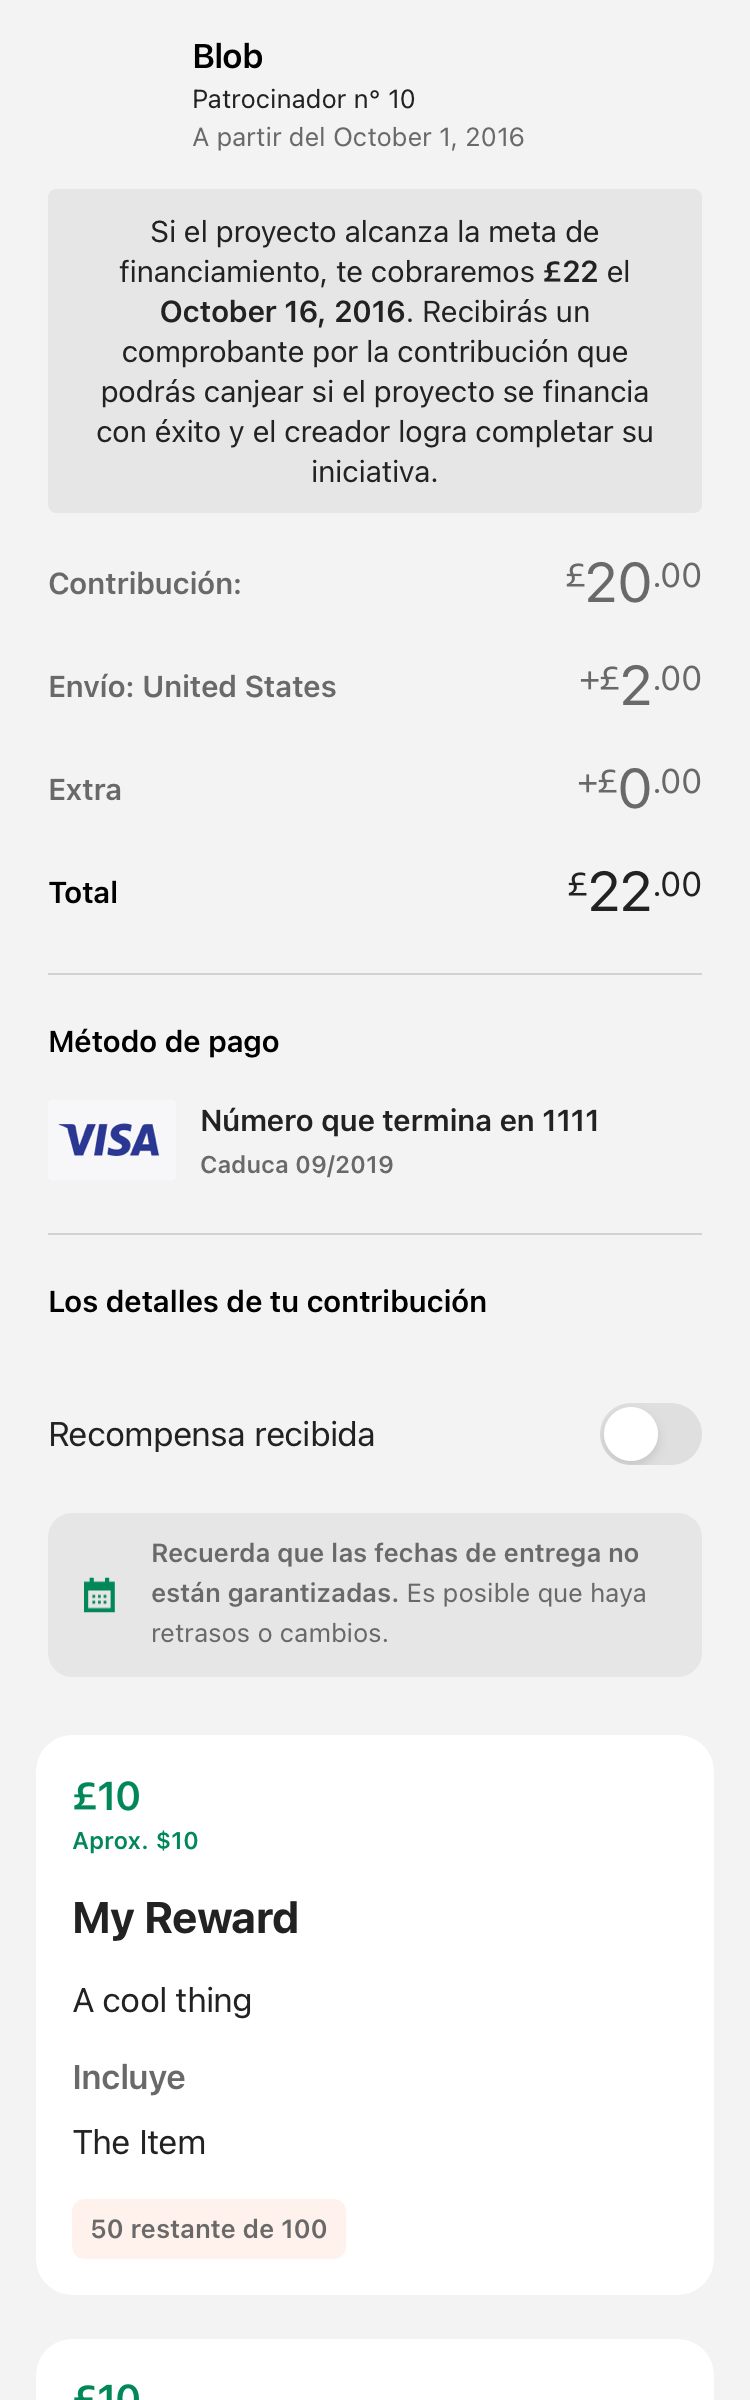 Blob
Patrocinador n° 10
A partir del October 1, 2016
Si el proyecto alcanza la meta de
financiamiento, te cobraremos £22 el
October 16, 2016. Recibirás un
comprobante por la contribución que
podrás canjear si el proyecto se financia
con éxito y el creador logra completar su
iniciativa.
Contribución: £20.00
Envío: United States +£2.00
Extra +£0.00
Total £22.00
Método de pago
VISA
Número que termina en 1111
Caduca 09/2019
Los detalles de tu contribución
Recompensa recibida
Recuerda que las fechas de entrega no
están garantizadas. Es posible que haya
retrasos o cambios.
£10
Aprox. $10
My Reward
A cool thing
Incluye
The Item
50 restante de 100
£10